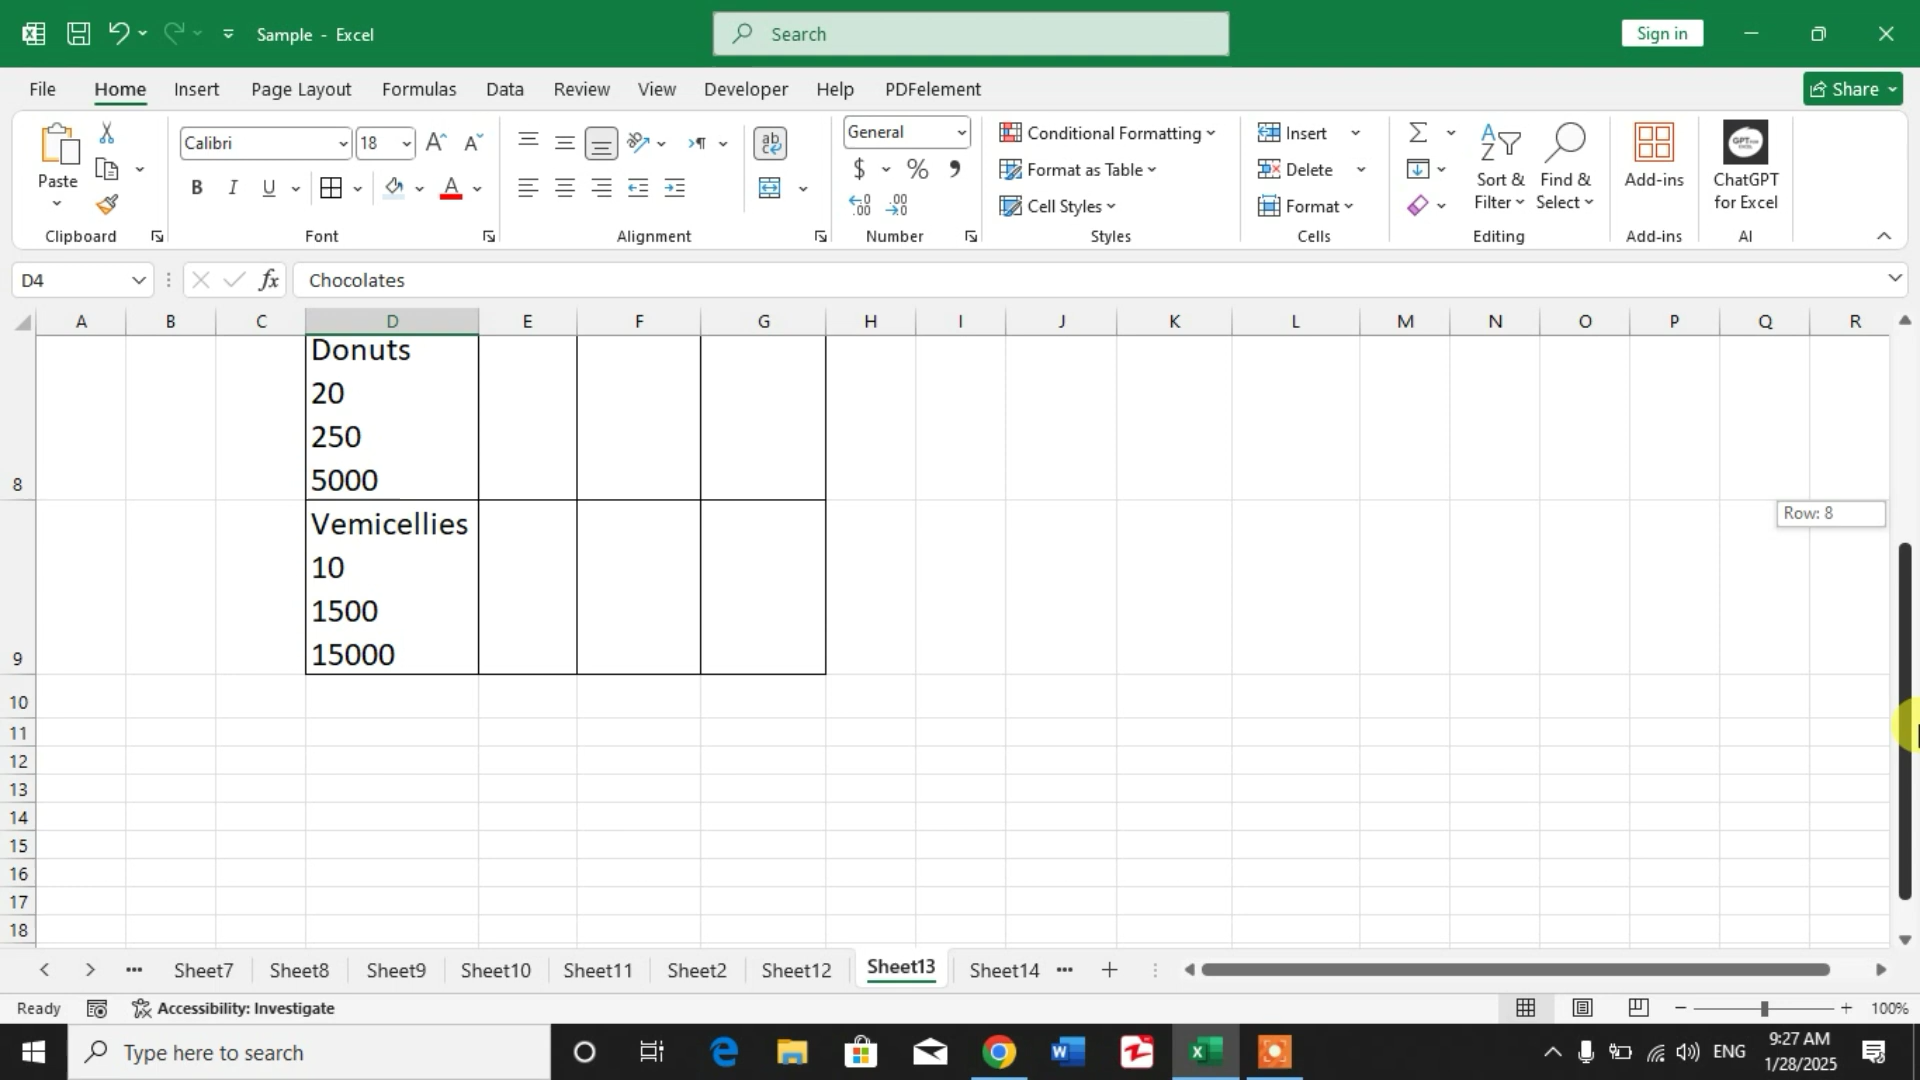 Sample - Excel
Search
Sign in
File
Home
Insert
Page Layout
Formulas
Data
Review
View
Developer
Help
PDFelement
Share
Paste
Clipboard
Calibri
18
B I U
Font
ab
Alignment
General
$ % ,
Number
Conditional Formatting
Format as Table
Cell Styles
Styles
Insert
Delete
Format
Cells
Sort &
Filter
Find &
Select
Editing
Add-ins
Add-ins
ChatGPT
for Excel
AI
D4
fx
Chocolates
A B C D E F G H I J K L M N O P Q R
Donuts
20
250
5000
8
Row: 8
Vemicellies
10
1500
15000
9
10
11
12
13
14
15
16
17
18
Sheet7
Sheet8
Sheet9
Sheet10
Sheet11
Sheet2
Sheet12
Sheet13
Sheet14
Ready
Accessibility: Investigate
100%
Type here to search
ENG
9:27 AM
1/28/2025